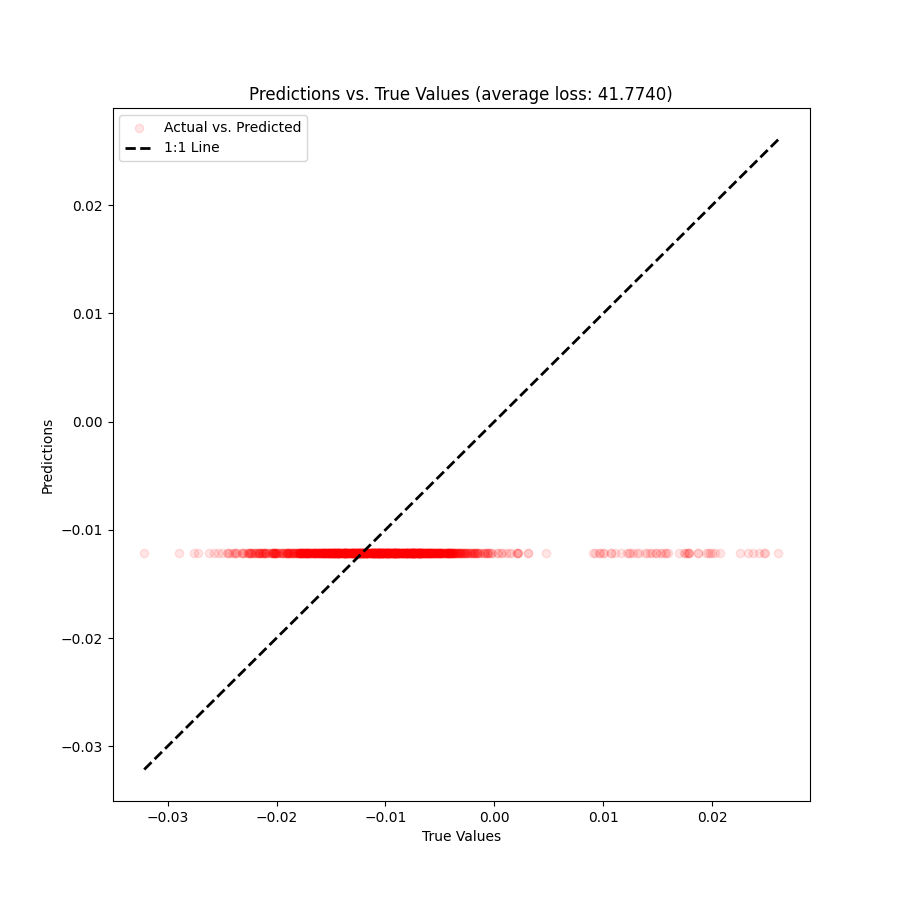 Predictions vs. True Values (average loss: 41.7740)
Actual vs. Predicted
1:1 Line
0.02
0.01
0.00
−0.01
−0.02
−0.03
Predictions
−0.03 −0.02 −0.01 0.00 0.01 0.02
True Values